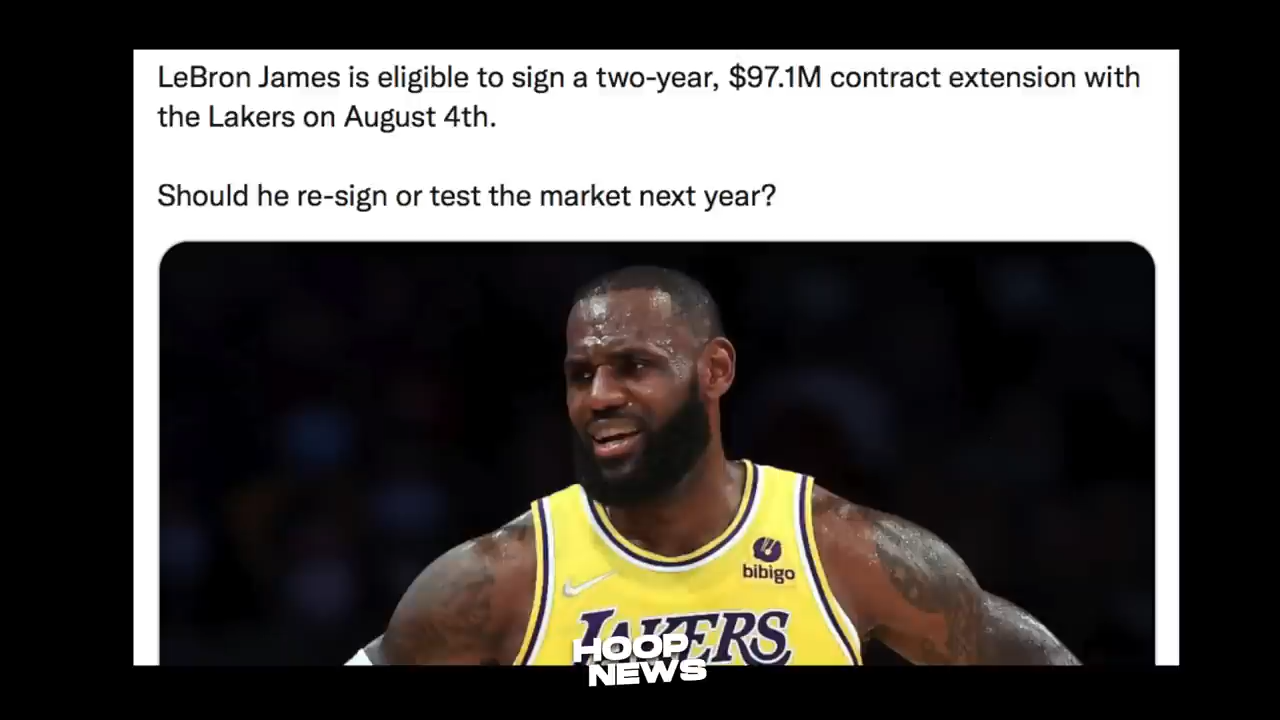 LeBron James is eligible to sign a two-year, $97.1M contract extension with
the Lakers on August 4th.
Should he re-sign or test the market next year?
bibigo
LAKERS
HOOP
NEWS